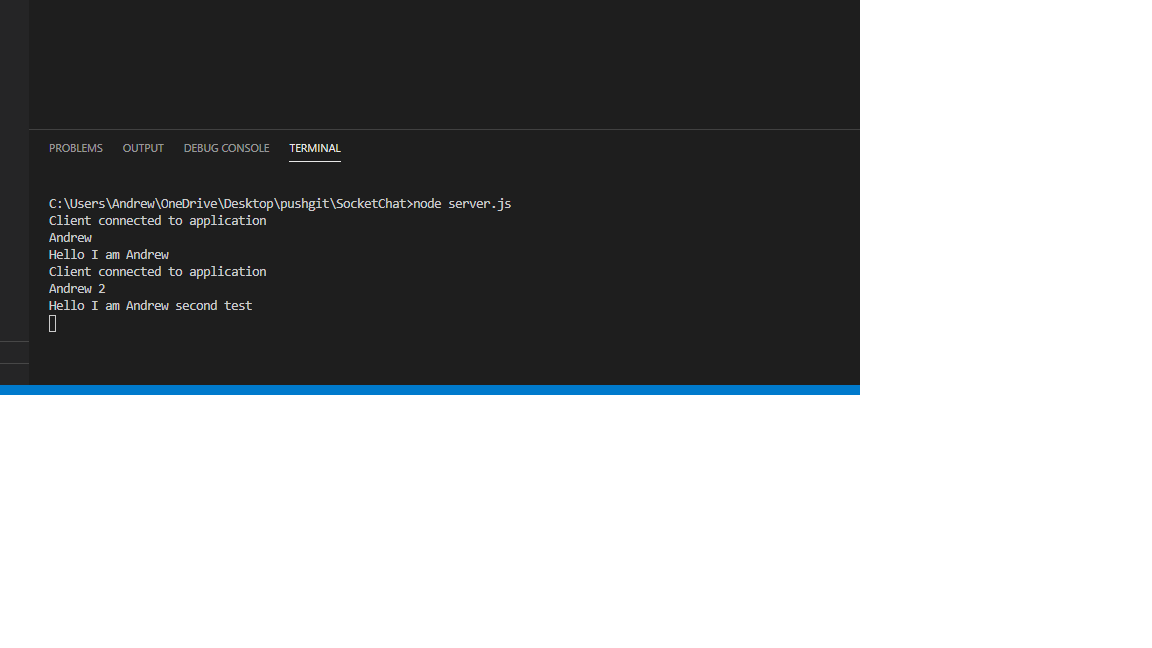 PROBLEMS OUTPUT DEBUG CONSOLE TERMINAL
C:\Users\Andrew\OneDrive\Desktop\pushgit\SocketChat>node server.js
Client connected to application
Andrew
Hello I am Andrew
Client connected to application
Andrew 2
Hello I am Andrew second test